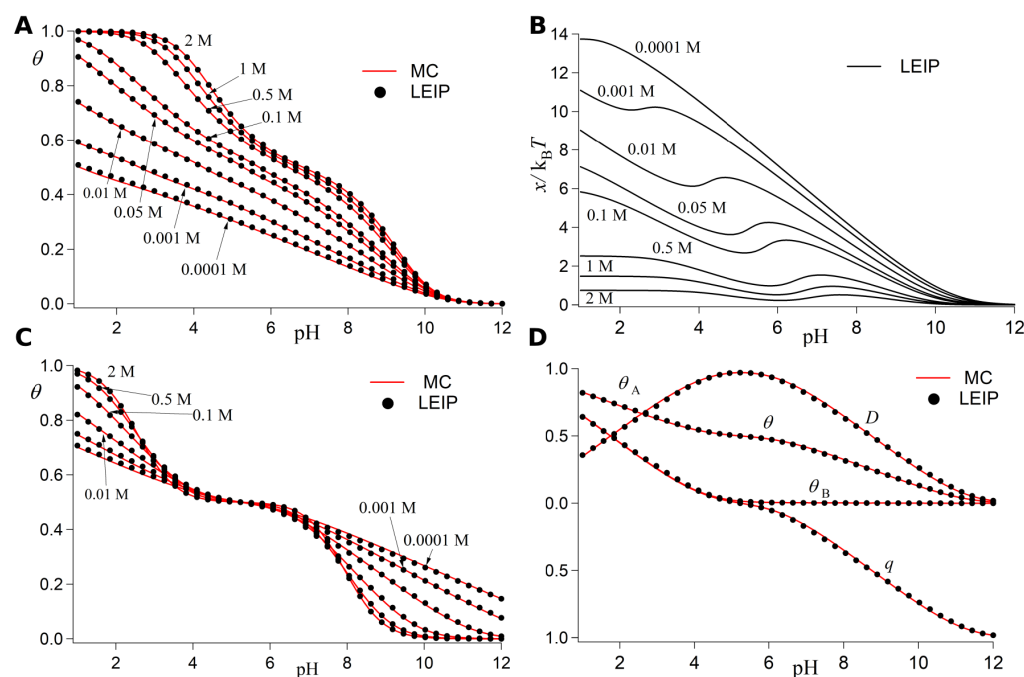 A
1.0
0.8
0.6
0.4
0.2
0.0
θ
2 M
1 M
0.5 M
0.1 M
0.01 M
0.05 M
0.001 M
0.0001 M
MC
LEIP
2
4
6
8
10
12
pH
B
14
12
10
8
6
4
2
0
x/ kBT
0.0001 M
0.001 M
0.01 M
0.05 M
0.1 M
0.5 M
1 M
2 M
LEIP
2
4
6
8
10
12
pH
C
1.0
0.8
0.6
0.4
0.2
0.0
θ
2 M
0.5 M
0.1 M
0.01 M
0.001 M
0.0001 M
MC
LEIP
2
4
6
8
10
12
pH
D
1.0
0.5
0.0
0.5
1.0
θA
D
θ
θB
q
MC
LEIP
2
4
6
8
10
12
pH